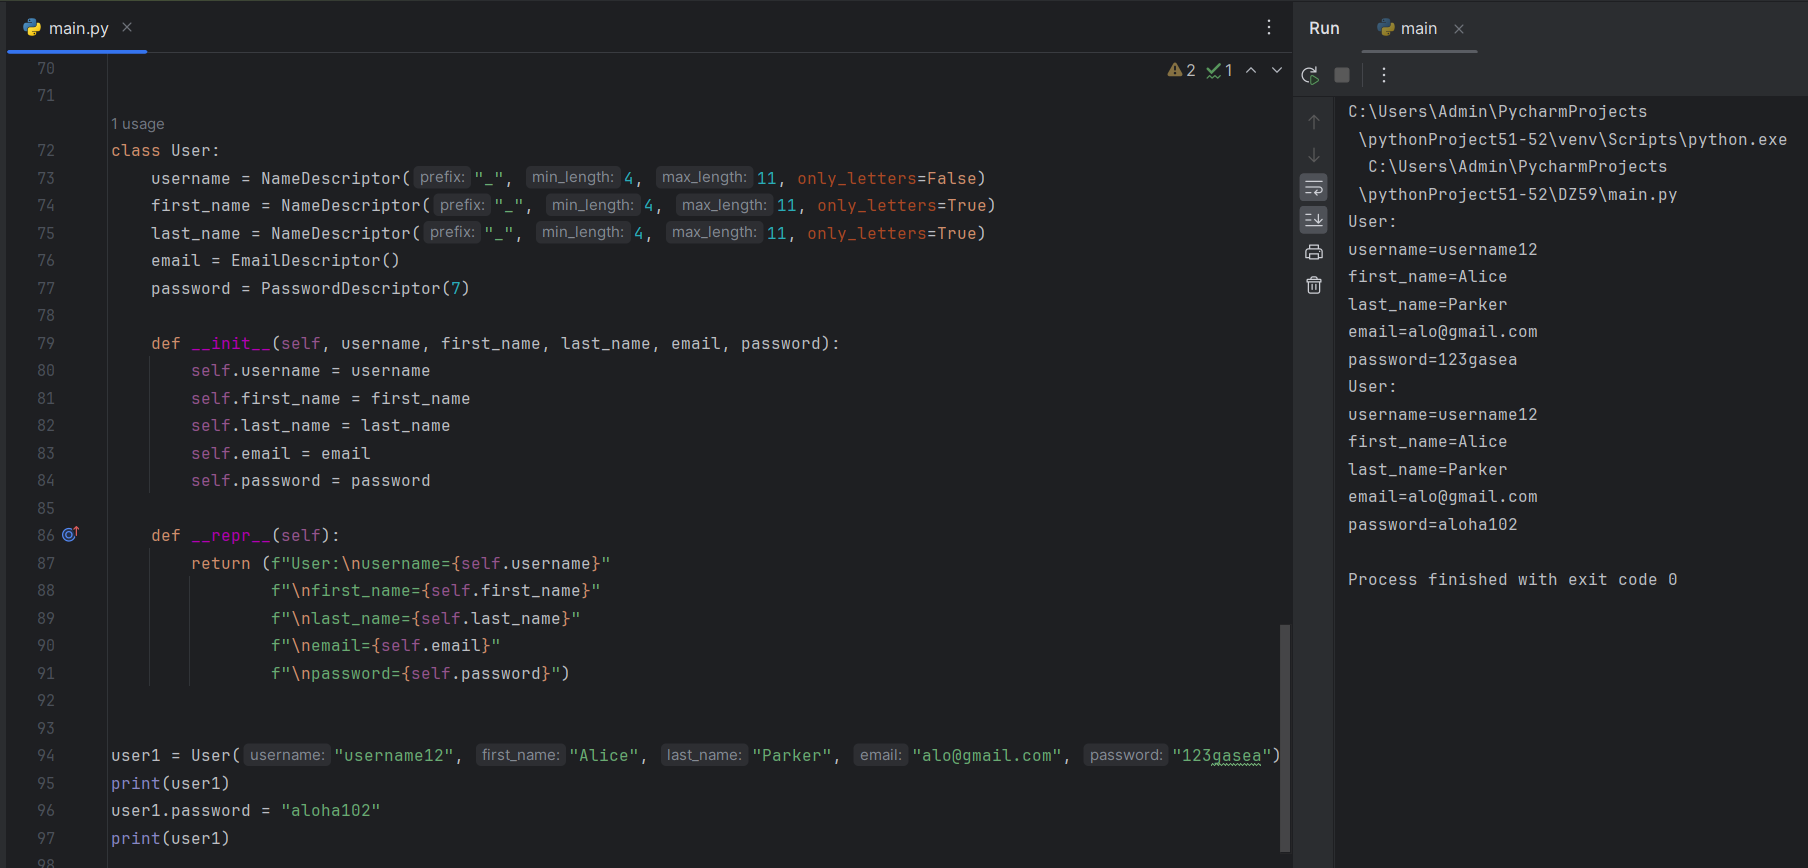 main.py
Run
main
2
1
70
71
1 usage
72 class User:
73 username = NameDescriptor( prefix: "_", min_length: 4, max_length: 11, only_letters=False)
74 first_name = NameDescriptor( prefix: "_", min_length: 4, max_length: 11, only_letters=True)
75 last_name = NameDescriptor( prefix: "_", min_length: 4, max_length: 11, only_letters=True)
76 email = EmailDescriptor()
77 password = PasswordDescriptor(7)
78
79 def __init__(self, username, first_name, last_name, email, password):
80 self.username = username
81 self.first_name = first_name
82 self.last_name = last_name
83 self.email = email
84 self.password = password
85
86 def __repr__(self):
87 return (f"User:\nusername={self.username}"
88 f"\nfirst_name={self.first_name}"
89 f"\nlast_name={self.last_name}"
90 f"\nemail={self.email}"
91 f"\npassword={self.password}")
92
93
94 user1 = User( username: "username12", first_name: "Alice", last_name: "Parker", email: "alo@gmail.com", password: "123gasea")
95 print(user1)
96 user1.password = "aloha102"
97 print(user1)
98
C:\Users\Admin\PycharmProjects
\pythonProject51-52\venv\Scripts\python.exe
C:\Users\Admin\PycharmProjects
\pythonProject51-52\DZ59\main.py
User:
username=username12
first_name=Alice
last_name=Parker
email=alo@gmail.com
password=123gasea
User:
username=username12
first_name=Alice
last_name=Parker
email=alo@gmail.com
password=aloha102
Process finished with exit code 0